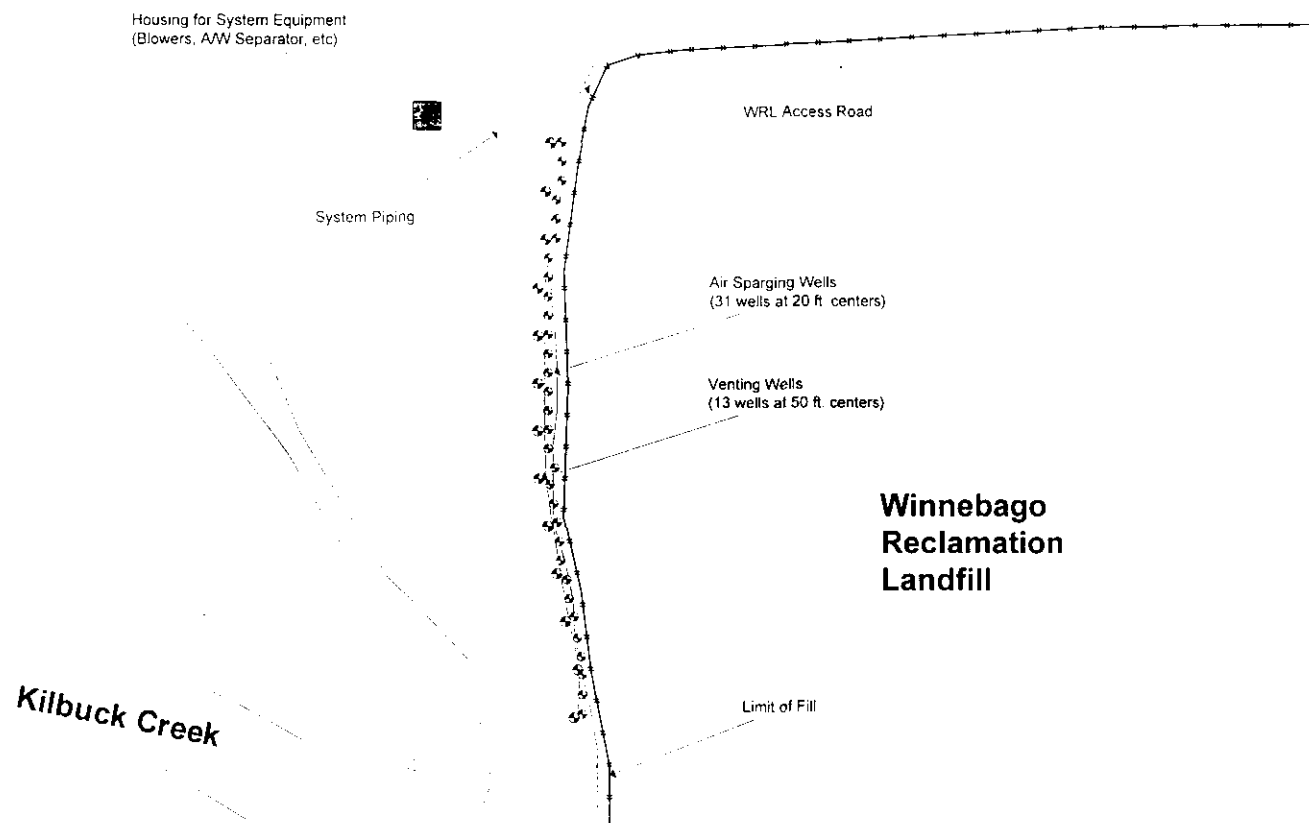 Housing for System Equipment
(Blowers, A/W Separator, etc)
WRL Access Road
System Piping
Air Sparging Wells
(31 wells at 20 ft. centers)
Venting Wells
(13 wells at 50 ft. centers)
Winnebago
Reclamation
Landfill
Kilbuck Creek
Limit of Fill